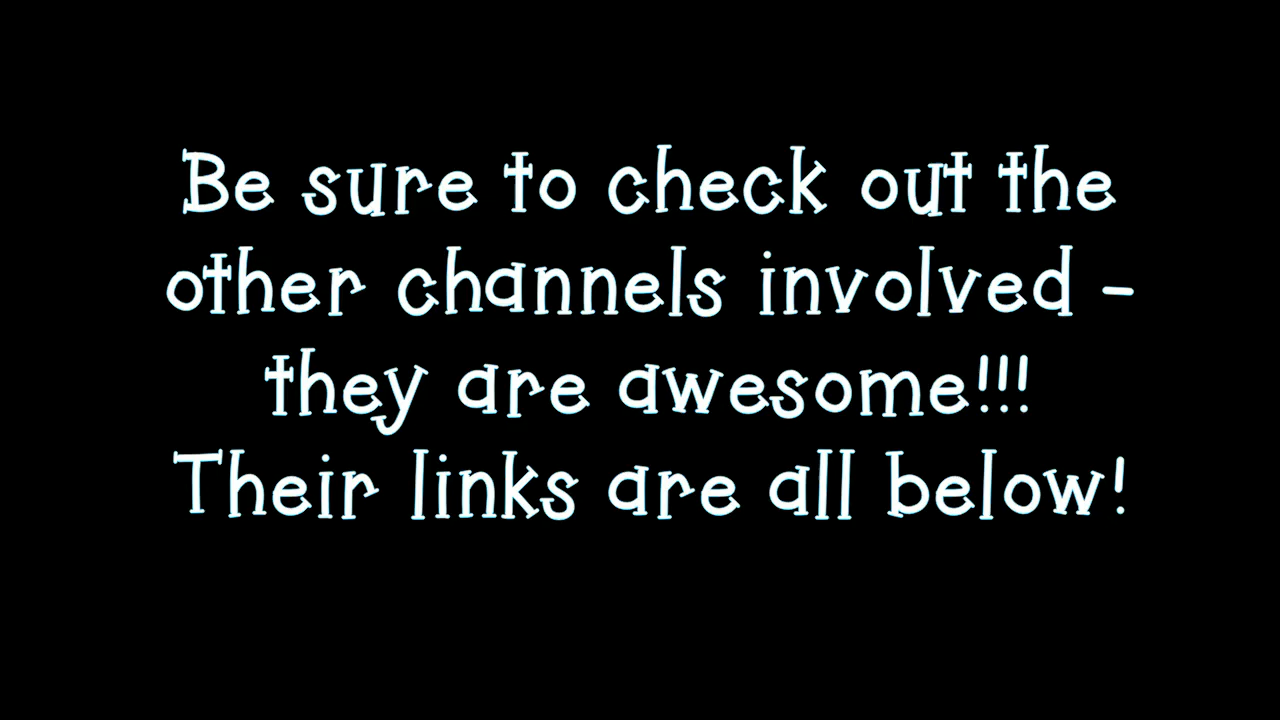 Be sure to check out the
other channels involved -
they are awesome!!!
Their links are all below!